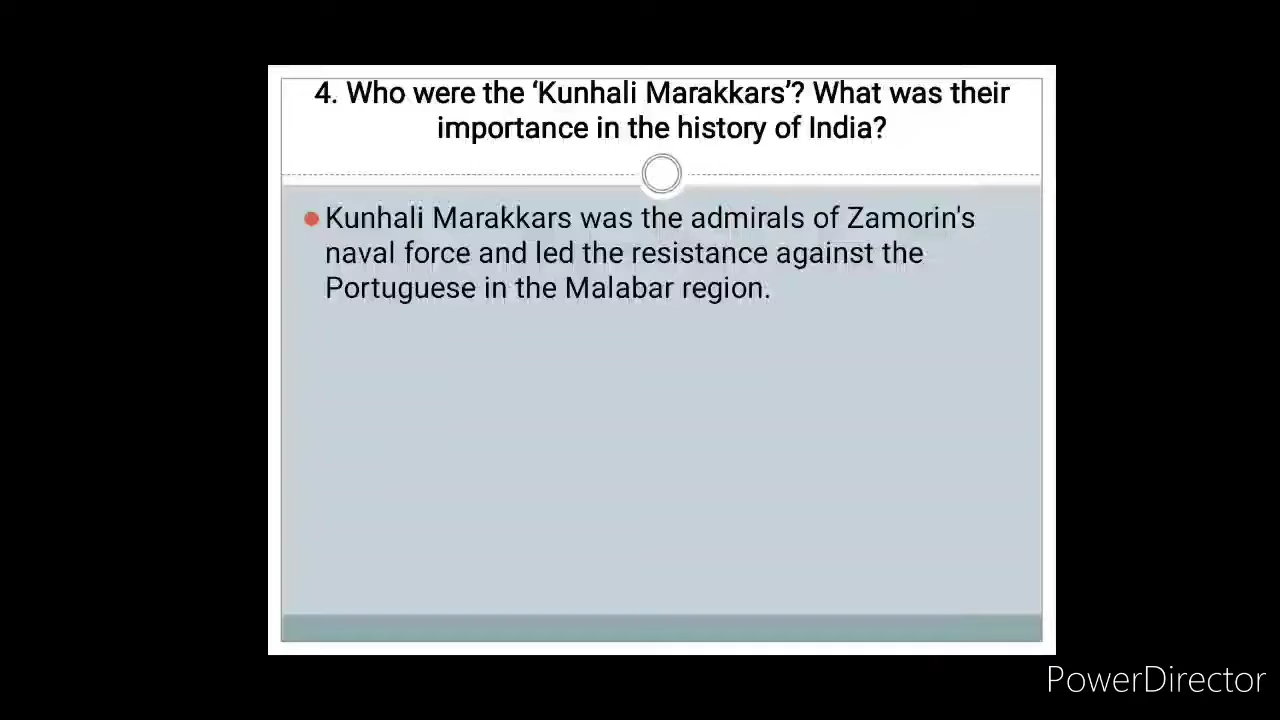 4. Who were the ‘Kunhali Marakkars’? What was their
importance in the history of India?
Kunhali Marakkars was the admirals of Zamorin's
naval force and led the resistance against the
Portuguese in the Malabar region.
PowerDirector